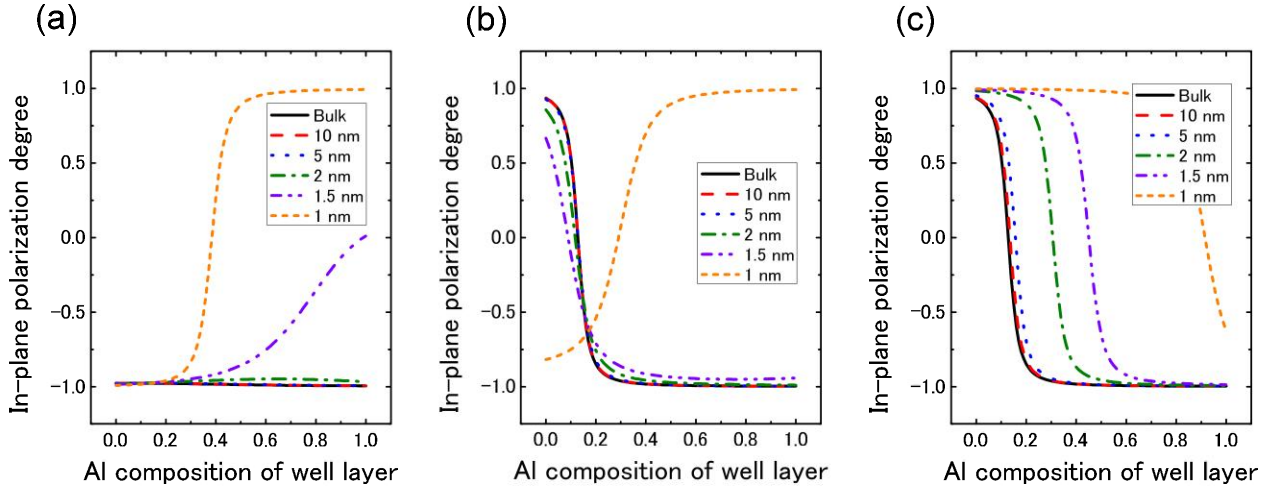 (a)
In-plane polarization degree
1.0
0.5
0.0
−0.5
−1.0
Bulk
10 nm
5 nm
2 nm
1.5 nm
1 nm
0.0 0.2 0.4 0.6 0.8 1.0
Al composition of well layer
(b)
In-plane polarization degree
1.0
0.5
0.0
−0.5
−1.0
Bulk
10 nm
5 nm
2 nm
1.5 nm
1 nm
0.0 0.2 0.4 0.6 0.8 1.0
Al composition of well layer
(c)
In-plane polarization degree
1.0
0.5
0.0
−0.5
−1.0
Bulk
10 nm
5 nm
2 nm
1.5 nm
1 nm
0.0 0.2 0.4 0.6 0.8 1.0
Al composition of well layer